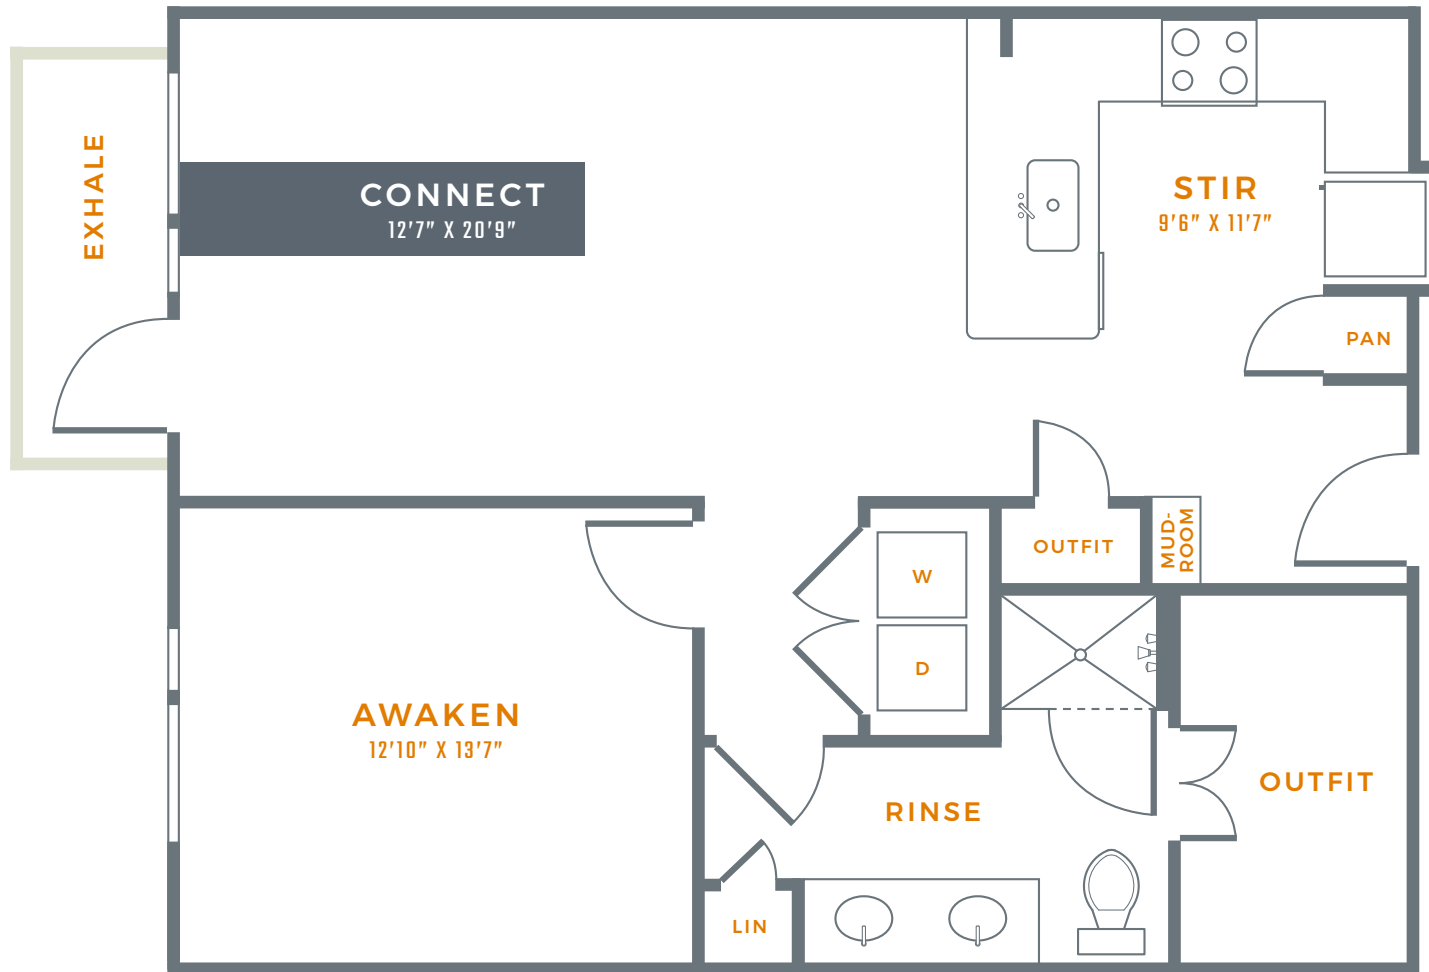 EXHALE
CONNECT
12'7" X 20'9"
STIR
9'6" X 11'7"
PAN
OUTFIT
MUD-
ROOM
W
D
AWAKEN
12'10" X 13'7"
RINSE
OUTFIT
LIN